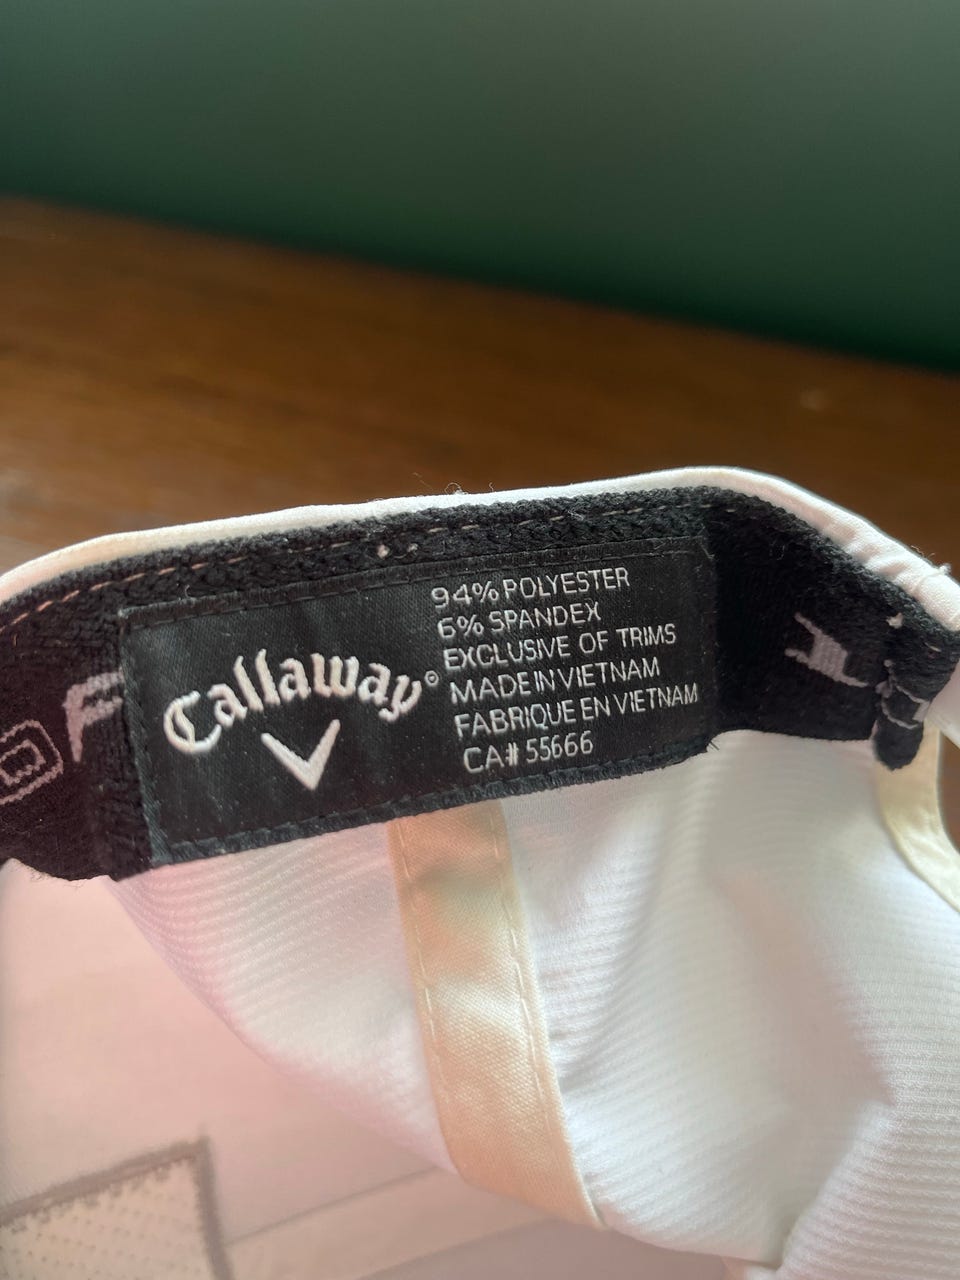 Callaway
94% POLYESTER
6% SPANDEX
EXCLUSIVE OF TRIMS
MADE IN VIETNAM
FABRIQUE EN VIETNAM
CA# 55666